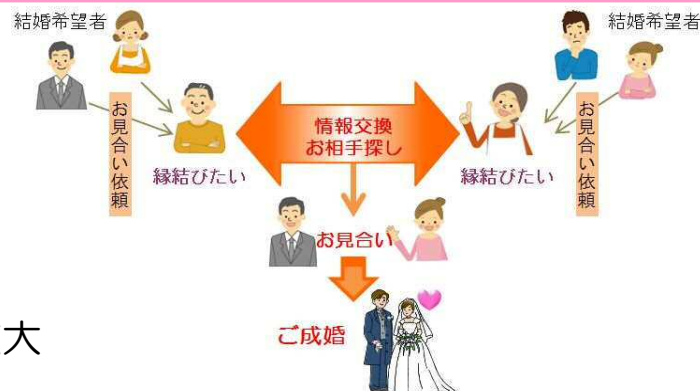 結婚希望者
結婚希望者
お見合い依頼
情報交換
お相手探し
お見合い依頼
縁結びたい
縁結びたい
お見合い
ご成婚
大